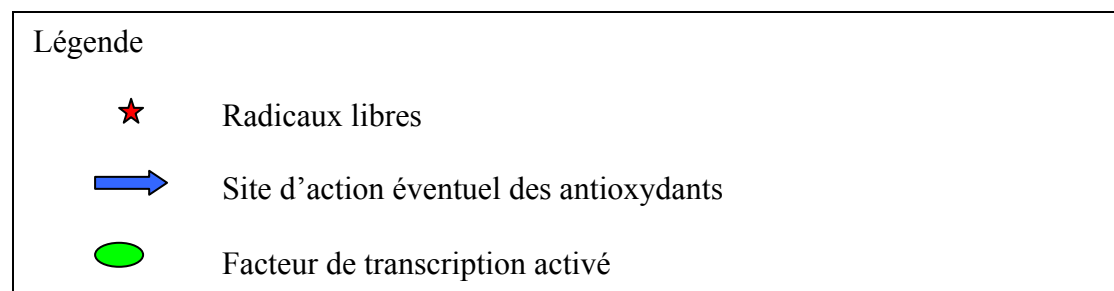 Légende
Radicaux libres
Site d’action éventuel des antioxydants
Facteur de transcription activé